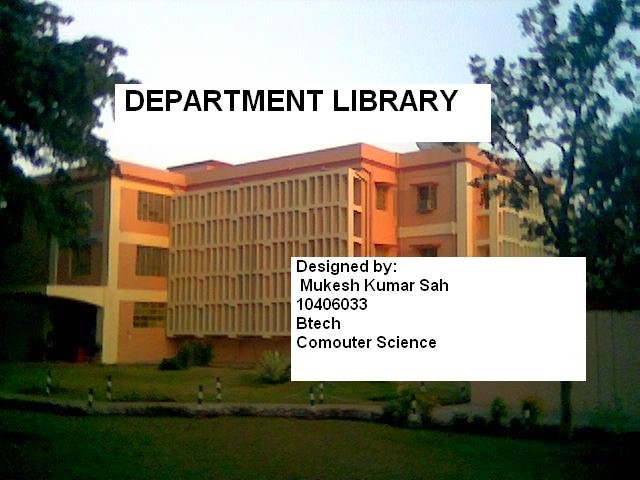 DEPARTMENT LIBRARY
Designed by:
Mukesh Kumar Sah
10406033
Btech
Comouter Science